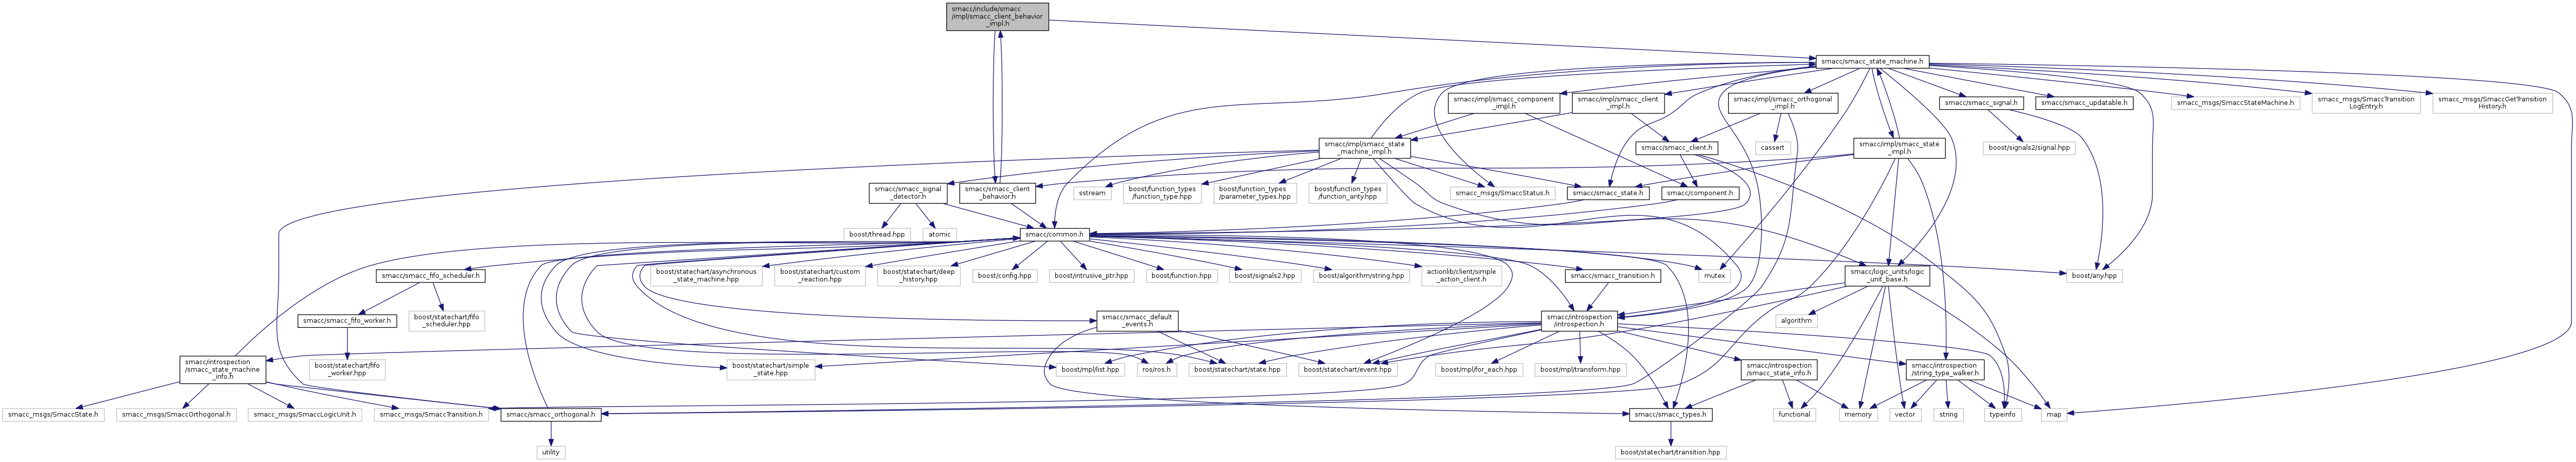 smacc/include/smacc
/impl/smacc_client_behavior
_impl.h
smacc/smacc_state_machine.h
smacc/impl/smacc_component
_impl.h
smacc/impl/smacc_client
_impl.h
smacc/impl/smacc_orthogonal
_impl.h
smacc/smacc_signal.h
smacc/smacc_updatable.h
smacc_msgs/SmaccStateMachine.h
smacc_msgs/SmaccTransition
LogEntry.h
smacc_msgs/SmaccGetTransition
History.h
smacc/impl/smacc_state
_machine_impl.h
smacc/smacc_client.h
cassert
smacc/impl/smacc_state
_impl.h
boost/signals2/signal.hpp
smacc/smacc_signal
_detector.h
smacc/smacc_client
_behavior.h
sstream
boost/function_types
/function_type.hpp
boost/function_types
/parameter_types.hpp
boost/function_types
/function_arity.hpp
smacc_msgs/SmaccStatus.h
smacc/smacc_state.h
smacc/component.h
boost/thread.hpp
atomic
smacc/common.h
smacc/smacc_fifo_scheduler.h
boost/statechart/asynchronous
_state_machine.hpp
boost/statechart/custom
_reaction.hpp
boost/statechart/deep
_history.hpp
boost/config.hpp
boost/intrusive_ptr.hpp
boost/function.hpp
boost/signals2.hpp
boost/algorithm/string.hpp
actionlib/client/simple
_action_client.h
smacc/smacc_transition.h
mutex
smacc/logic_units/logic
_unit_base.h
boost/any.hpp
smacc/smacc_fifo_worker.h
boost/statechart/fifo
_scheduler.hpp
smacc/smacc_default
_events.h
smacc/introspection
/introspection.h
algorithm
smacc/introspection
/smacc_state_machine
_info.h
boost/statechart/fifo
_worker.hpp
boost/statechart/simple
_state.hpp
boost/mpl/list.hpp
ros/ros.h
boost/statechart/state.hpp
boost/statechart/event.hpp
boost/mpl/for_each.hpp
boost/mpl/transform.hpp
smacc/introspection
/smacc_state_info.h
smacc/introspection
/string_type_walker.h
smacc_msgs/SmaccState.h
smacc_msgs/SmaccOrthogonal.h
smacc_msgs/SmaccLogicUnit.h
smacc_msgs/SmaccTransition.h
smacc/smacc_orthogonal.h
smacc/smacc_types.h
functional
memory
vector
string
typeinfo
map
utility
boost/statechart/transition.hpp